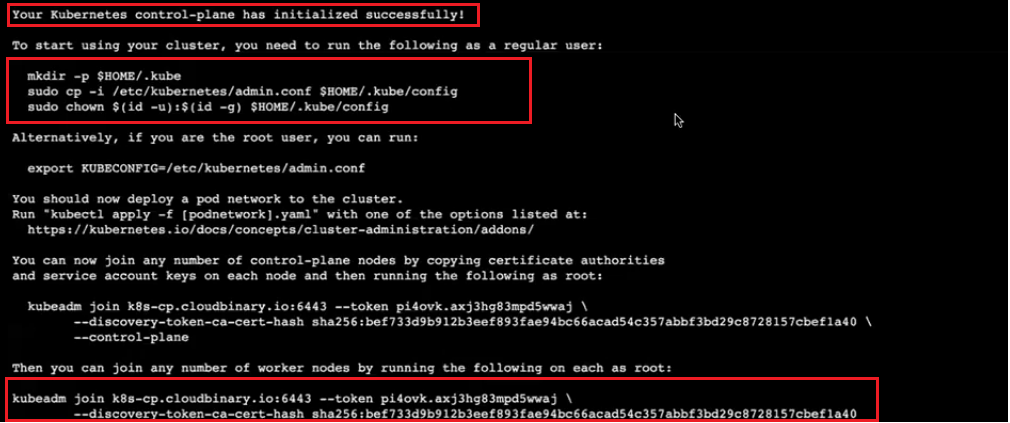 Your Kubernetes control-plane has initialized successfully!
To start using your cluster, you need to run the following as a regular user:
mkdir -p $HOME/.kube
sudo cp -i /etc/kubernetes/admin.conf $HOME/.kube/config
sudo chown $(id -u):$(id -g) $HOME/.kube/config
Alternatively, if you are the root user, you can run:
export KUBECONFIG=/etc/kubernetes/admin.conf
You should now deploy a pod network to the cluster.
Run "kubectl apply -f [podnetwork].yaml" with one of the options listed at:
https://kubernetes.io/docs/concepts/cluster-administration/addons/
You can now join any number of control-plane nodes by copying certificate authorities
and service account keys on each node and then running the following as root:
kubeadm join k8s-cp.cloudbinary.io:6443 --token pi4ovk.axj3hg83mpd5wwaj \
--discovery-token-ca-cert-hash sha256:bef733d9b912b3eef893fae94bc66acad54c357abbf3bd29c8728157cbef1a40 \
--control-plane
Then you can join any number of worker nodes by running the following on each as root:
kubeadm join k8s-cp.cloudbinary.io:6443 --token pi4ovk.axj3hg83mpd5wwaj \
--discovery-token-ca-cert-hash sha256:bef733d9b912b3eef893fae94bc66acad54c357abbf3bd29c8728157cbef1a40